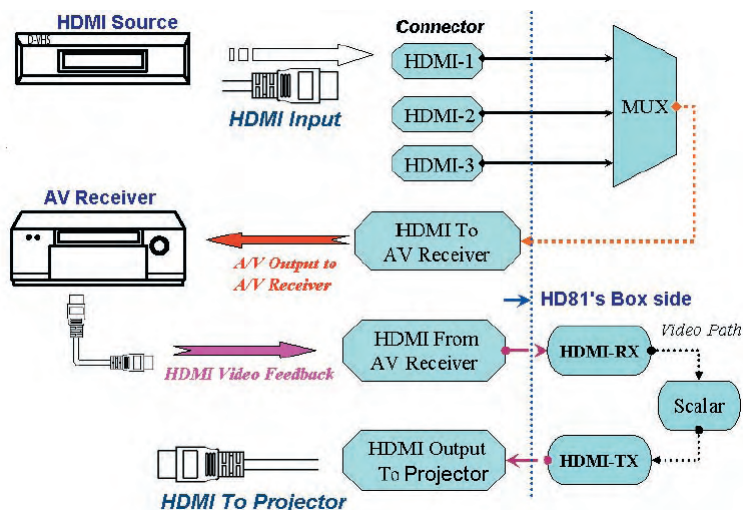 HDMI Source
D-VHS
Connector
HDMI-1
HDMI Input
HDMI-2
MUX
HDMI-3
AV Receiver
HDMI To
AV Receiver
A/V Output to
A/V Receiver
HD81's Box side
Video Path
HDMI From
AV Receiver
HDMI-RX
HDMI Video Feedback
Scalar
HDMI Output
To Projector
HDMI-TX
HDMI To Projector